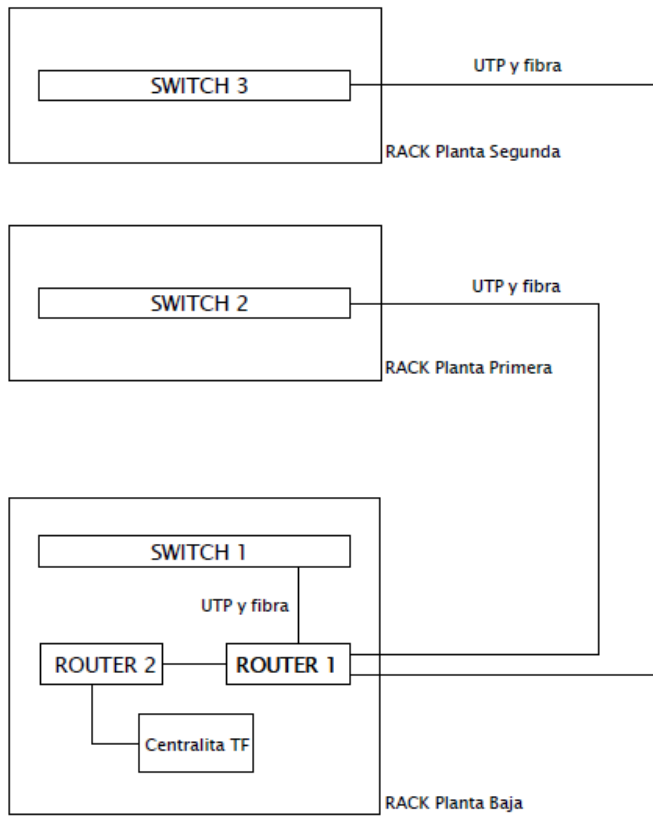 UTP y fibra
SWITCH 3
RACK Planta Segunda
UTP y fibra
SWITCH 2
RACK Planta Primera
SWITCH 1
UTP y fibra
ROUTER 2
ROUTER 1
Centralita TF
RACK Planta Baja